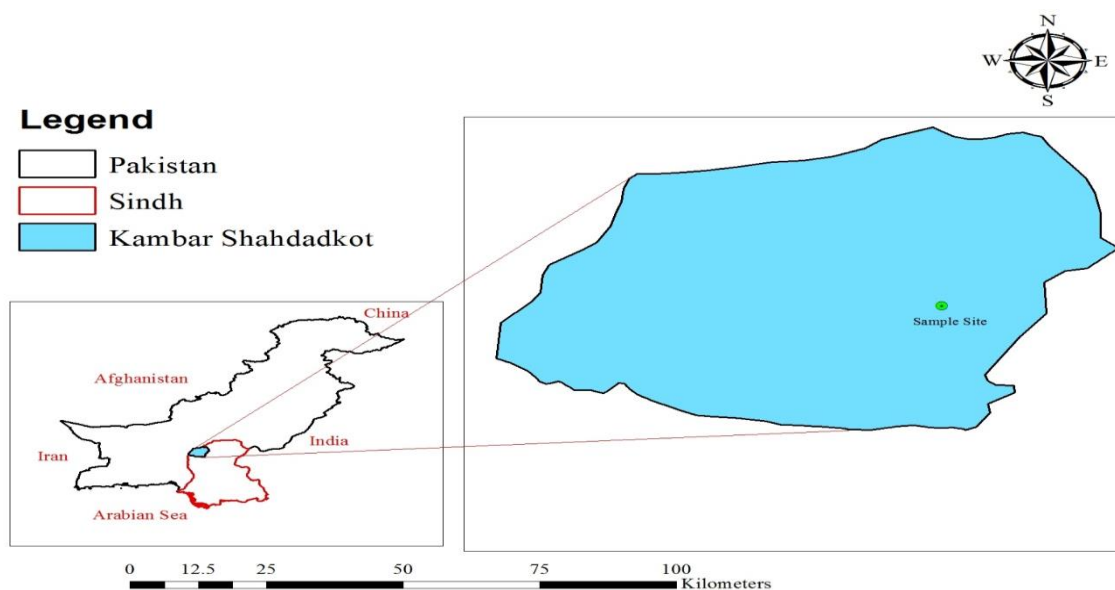 N
W E
S
Legend
Pakistan
Sindh
Kambar Shahdadkot
Sample Site
China
Afghanistan
India
Iran
Arabian Sea
0 12.5 25 50 75 100
Kilometers